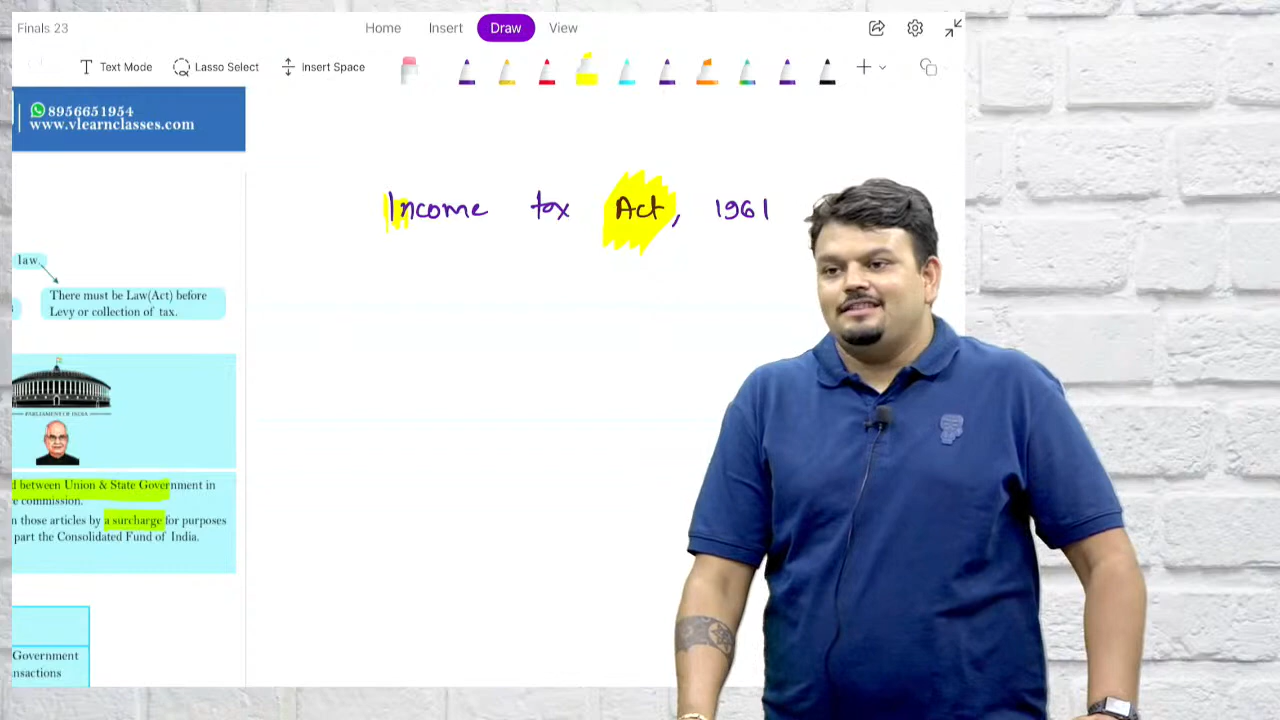 Finals 23
Home Insert Draw View
Text Mode Lasso Select Insert Space
8956651954
www.vlearnclasses.com
Income tax Act, 1961
law.
There must be Law(Act) before
Levy or collection of tax.
PARLIAMENT OF INDIA
between Union & State Government in
commission.
those articles by a surcharge for purposes
part the Consolidated Fund of India.
Government